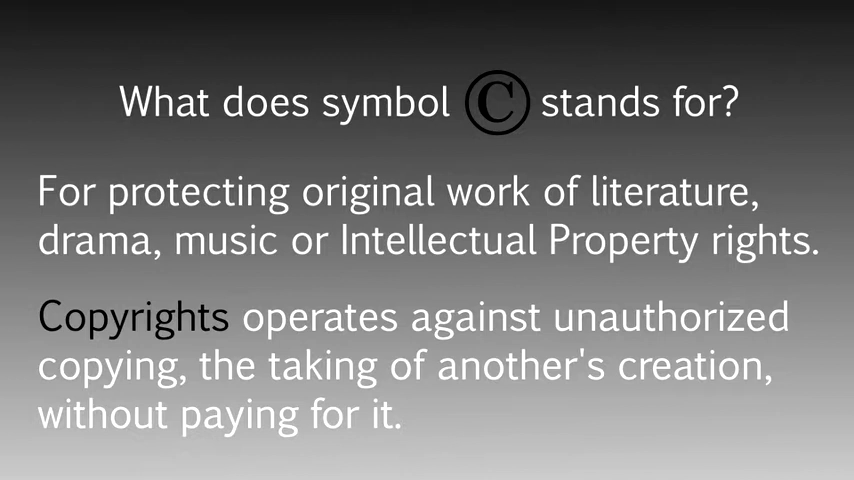 What does symbol © stands for?
For protecting original work of literature,
drama, music or Intellectual Property rights.
Copyrights operates against unauthorized
copying, the taking of another's creation,
without paying for it.